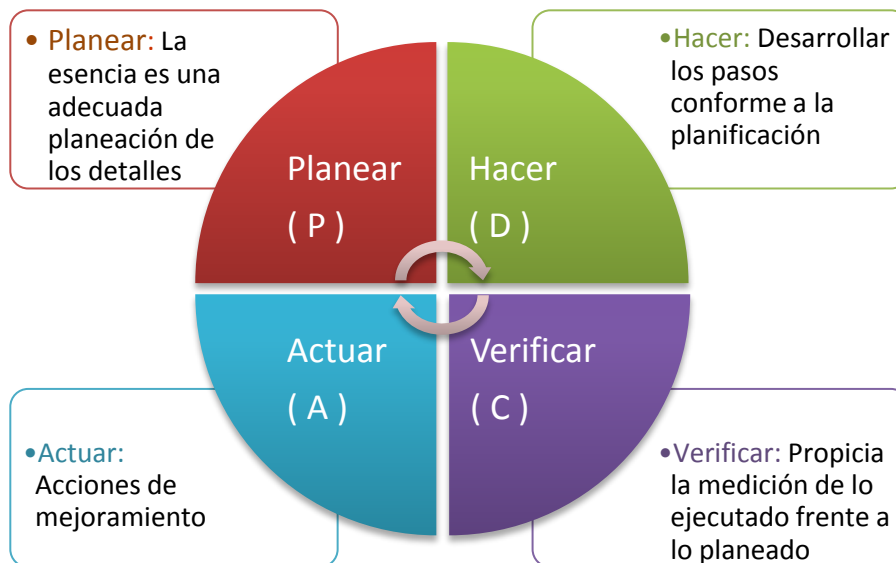 • Planear: La
esencia es una
adecuada
planeación de
los detalles
•Hacer: Desarrollar
los pasos
conforme a la
planificación
Planear
( P )
Hacer
( D )
Actuar
( A )
Verificar
( C )
•Actuar:
Acciones de
mejoramiento
•Verificar: Propicia
la medición de lo
ejecutado frente a
lo planeado